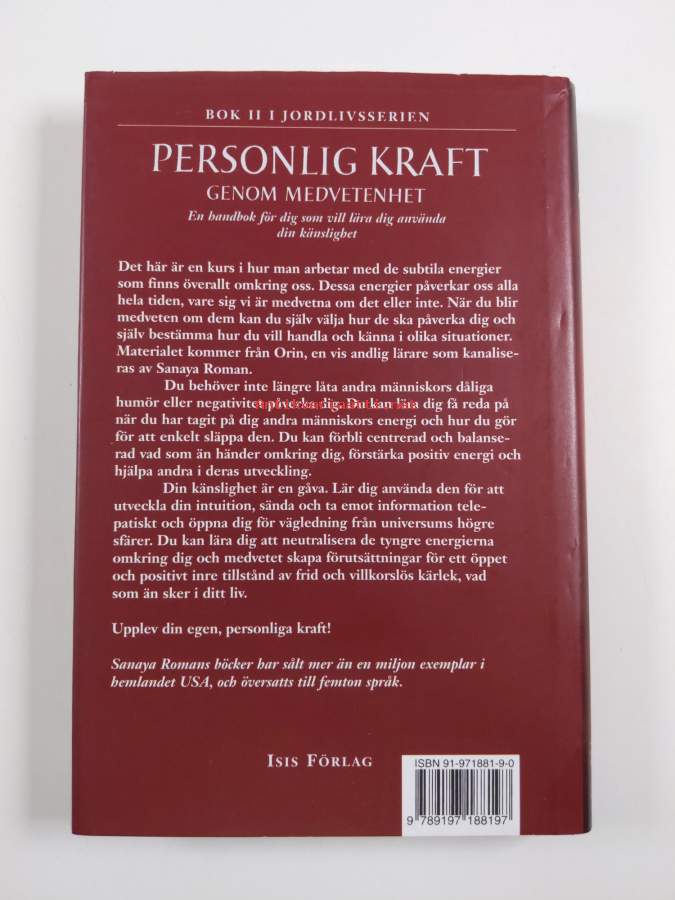 BOK II I JORDLIVSSERIEN
PERSONLIG KRAFT
GENOM MEDVETENHET
En handbok för dig som vill lära dig använda
din känslighet
Det här är en kurs i hur man arbetar med de subtila energier
som finns överallt omkring oss. Dessa energier påverkar oss alla
hela tiden, vare sig vi är medvetna om det eller inte. När du blir
medveten om dem kan du själv välja hur de ska påverka dig och
själv bestämma hur du vill handla och känna i olika situationer.
Materialet kommer från Orin, en vis andlig lärare som kanalise-
ras av Sanaya Roman.
Du behöver inte längre låta andra människors dåliga
humör eller negativitet påverka dig. Du kan lära dig få reda på
när du har tagit på dig andra människors energi och hur du gör
för att enkelt släppa den. Du kan förbli centrerad och balanse-
rad vad som än händer omkring dig, förstärka positiv energi och
hjälpa andra i deras utveckling.
Din känslighet är en gåva. Lär dig använda den för att
utveckla din intuition, sända och ta emot information tele-
patiskt och öppna dig för vägledning från universums högre
sfärer. Du kan lära dig att neutralisera de tyngre energierna
omkring dig och medvetet skapa förutsättningar för ett öppet
och positivt inre tillstånd av frid och villkorslös kärlek, vad
som än sker i ditt liv.
Upplev din egen, personliga kraft!
Sanaya Romans böcker har sålt mer än en miljon exemplar i
hemlandet USA, och översatts till femton språk.
ISIS FÖRLAG
ISBN 91-971881-9-0
9 789197 188197